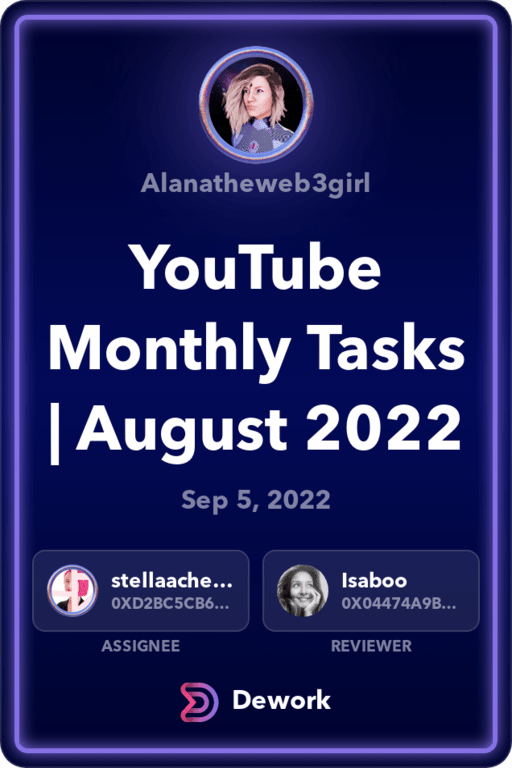 Alanatheweb3girl
YouTube
Monthly Tasks
| August 2022
Sep 5, 2022
stellaache...
0XD2BC5CB6...
ASSIGNEE
Isaboo
0X04474A9B...
REVIEWER
Dework